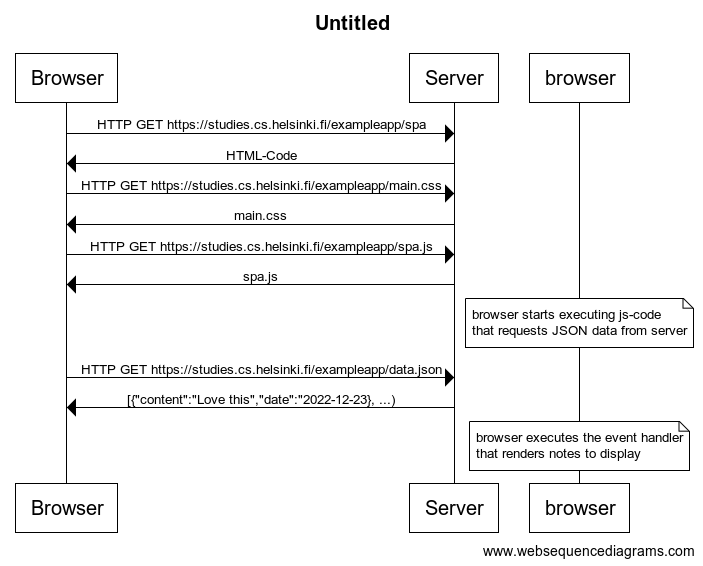 Untitled
Browser
Server
browser
HTTP GET https://studies.cs.helsinki.fi/exampleapp/spa
HTML-Code
HTTP GET https://studies.cs.helsinki.fi/exampleapp/main.css
main.css
HTTP GET https://studies.cs.helsinki.fi/exampleapp/spa.js
spa.js
browser starts executing js-code
that requests JSON data from server
HTTP GET https://studies.cs.helsinki.fi/exampleapp/data.json
[{"content":"Love this","date":"2022-12-23}, ...)
browser executes the event handler
that renders notes to display
Browser
Server
browser
www.websequencediagrams.com